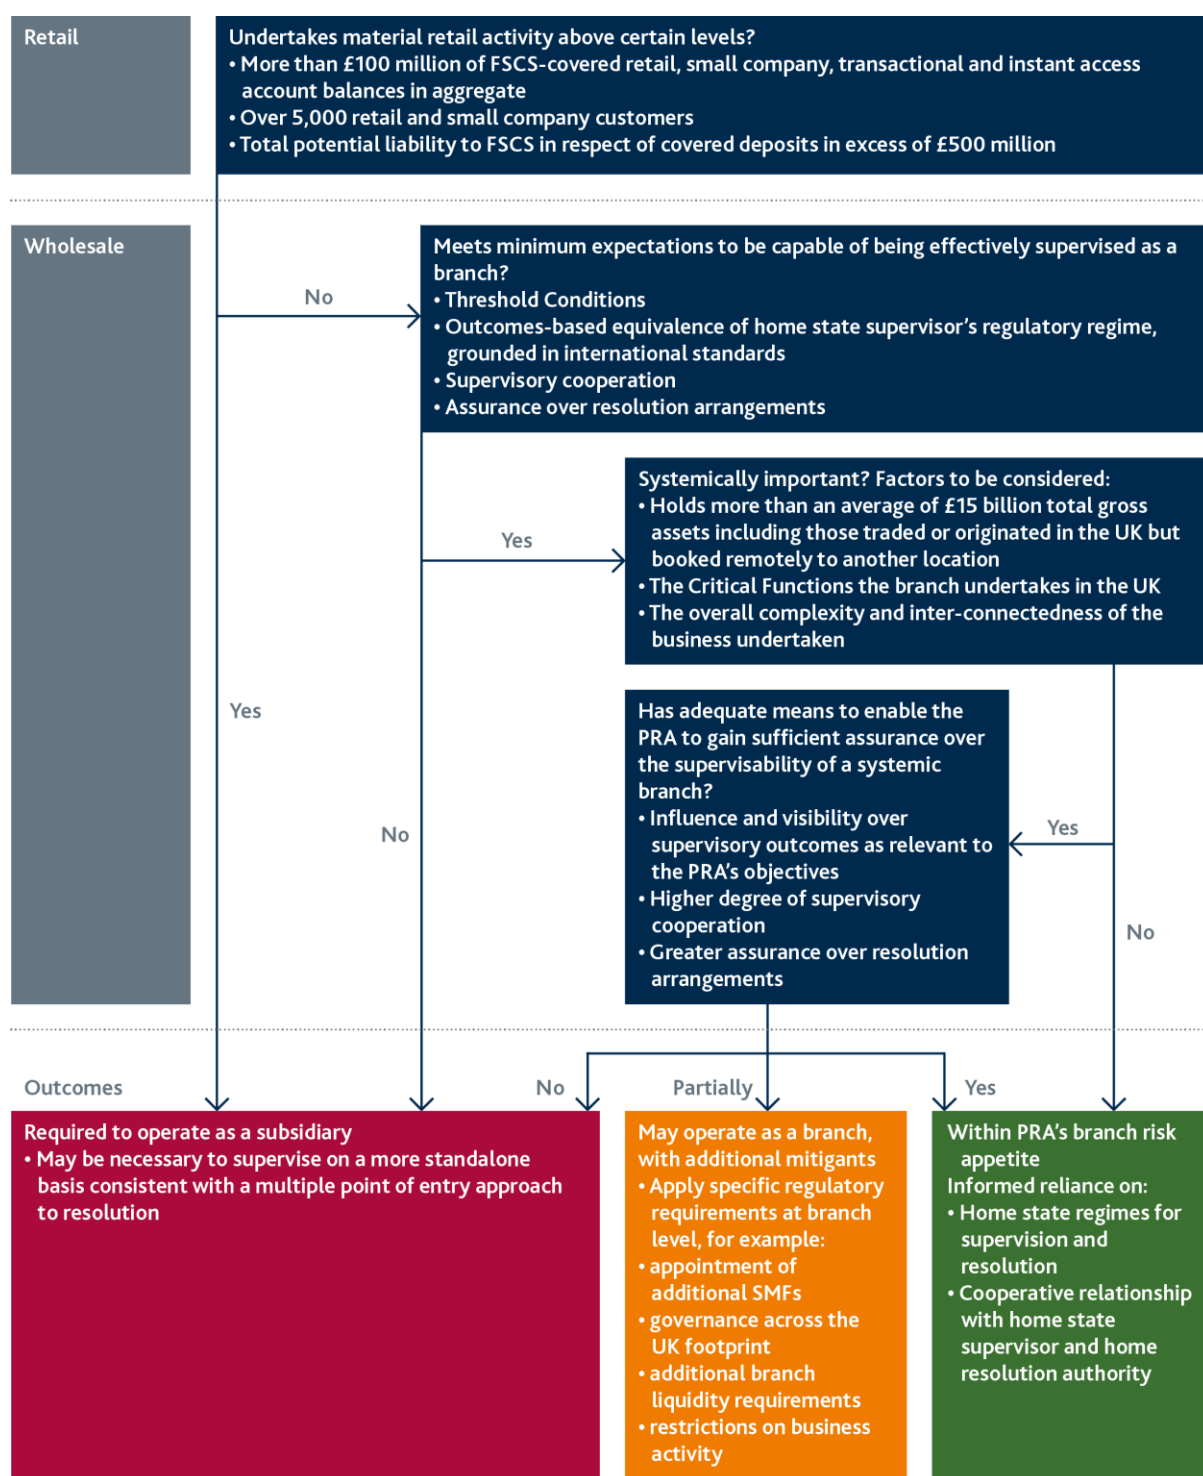 Retail
Undertakes material retail activity above certain levels?
• More than £100 million of FSCS-covered retail, small company, transactional and instant access
account balances in aggregate
• Over 5,000 retail and small company customers
• Total potential liability to FSCS in respect of covered deposits in excess of £500 million
Wholesale
Meets minimum expectations to be capable of being effectively supervised as a
branch?
• Threshold Conditions
• Outcomes-based equivalence of home state supervisor’s regulatory regime,
grounded in international standards
• Supervisory cooperation
• Assurance over resolution arrangements
No
Systemically important? Factors to be considered:
• Holds more than an average of £15 billion total gross
assets including those traded or originated in the UK but
booked remotely to another location
• The Critical Functions the branch undertakes in the UK
• The overall complexity and inter-connectedness of the
business undertaken
Yes
Yes
Has adequate means to enable the
PRA to gain sufficient assurance over
the supervisability of a systemic
branch?
• Influence and visibility over
supervisory outcomes as relevant to
the PRA’s objectives
• Higher degree of supervisory
cooperation
• Greater assurance over resolution
arrangements
No
Yes
No
Outcomes
No
Partially
Yes
Required to operate as a subsidiary
• May be necessary to supervise on a more standalone
basis consistent with a multiple point of entry approach
to resolution
May operate as a branch,
with additional mitigants
• Apply specific regulatory
requirements at branch
level, for example:
• appointment of
additional SMFs
• governance across the
UK footprint
• additional branch
liquidity requirements
• restrictions on business
activity
Within PRA’s branch risk
appetite
Informed reliance on:
• Home state regimes for
supervision and
resolution
• Cooperative relationship
with home state
supervisor and home
resolution authority